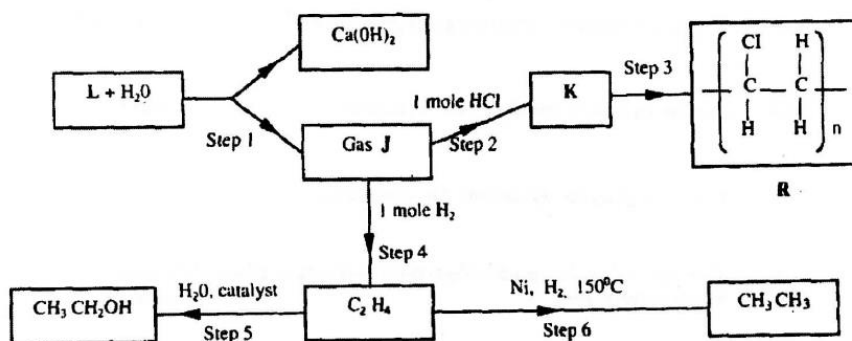 Ca(OH)₂
L + H₂0
Step 1
Gas J
1 mole HCl
Step 2
K
Step 3
Cl H
C C
H H
n
R
1 mole H₂
Step 4
CH₃ CH₂OH
H₂0, catalyst
Step 5
C₂ H₄
Ni, H₂, 150⁰C
Step 6
CH₃ CH₃